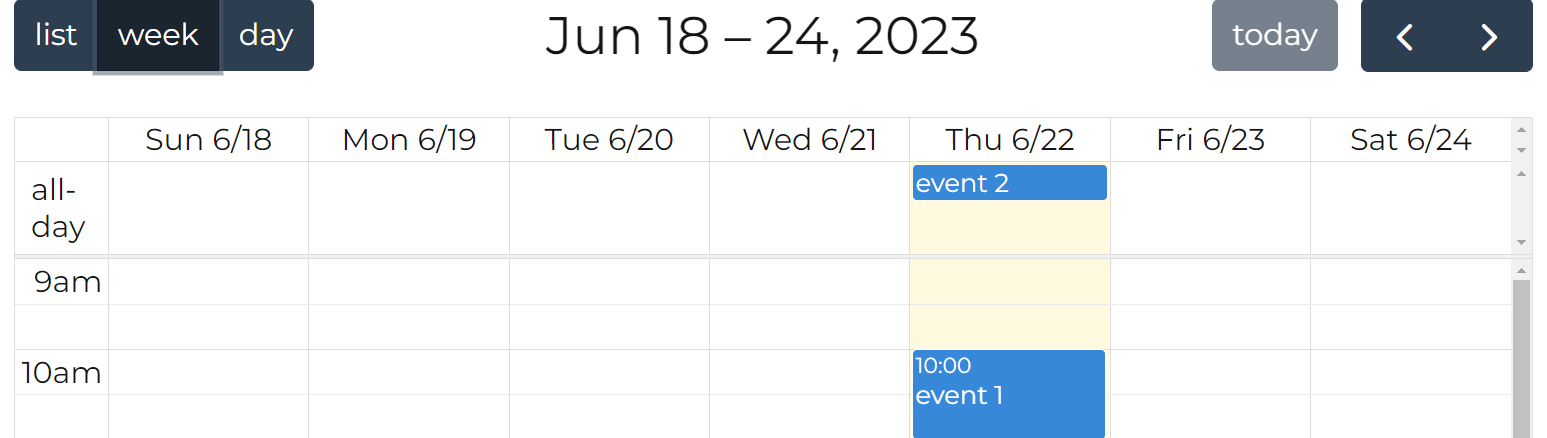 list week day Jun 18 – 24, 2023 today
Sun 6/18 Mon 6/19 Tue 6/20 Wed 6/21 Thu 6/22 Fri 6/23 Sat 6/24
all-
day
event 2
9am
10am
10:00
event 1